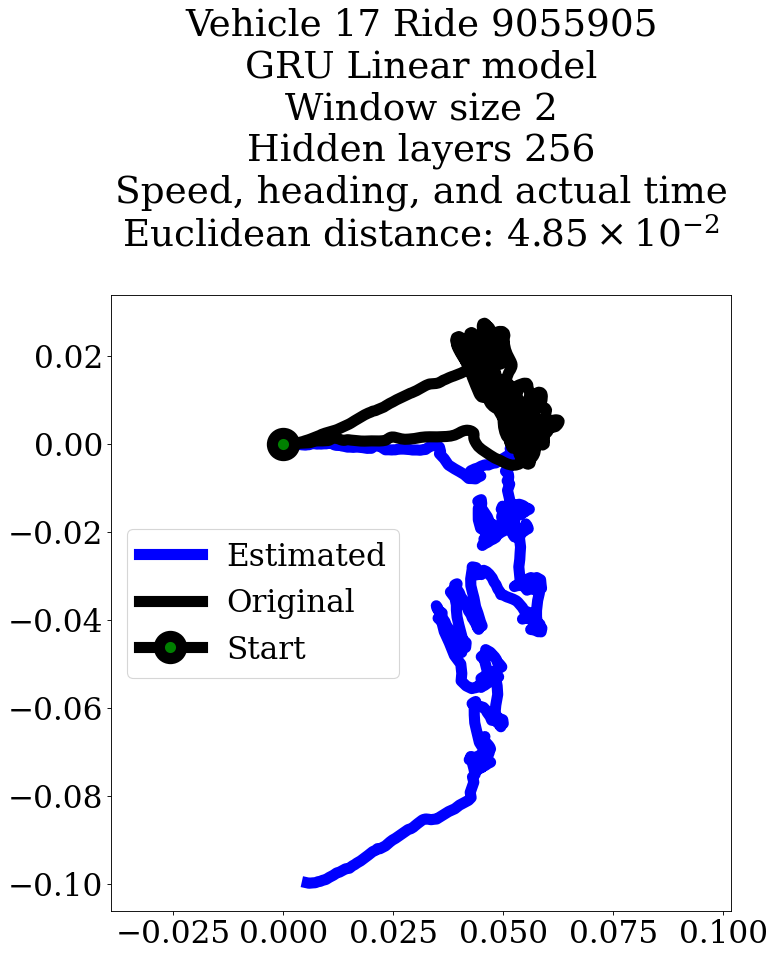 Vehicle 17 Ride 9055905
GRU Linear model
Window size 2
Hidden layers 256
Speed, heading, and actual time
Euclidean distance: 4.85 × 10⁻²
0.02
0.00
−0.02
−0.04
−0.06
−0.08
−0.10
Estimated
Original
Start
−0.025 0.000 0.025 0.050 0.075 0.100